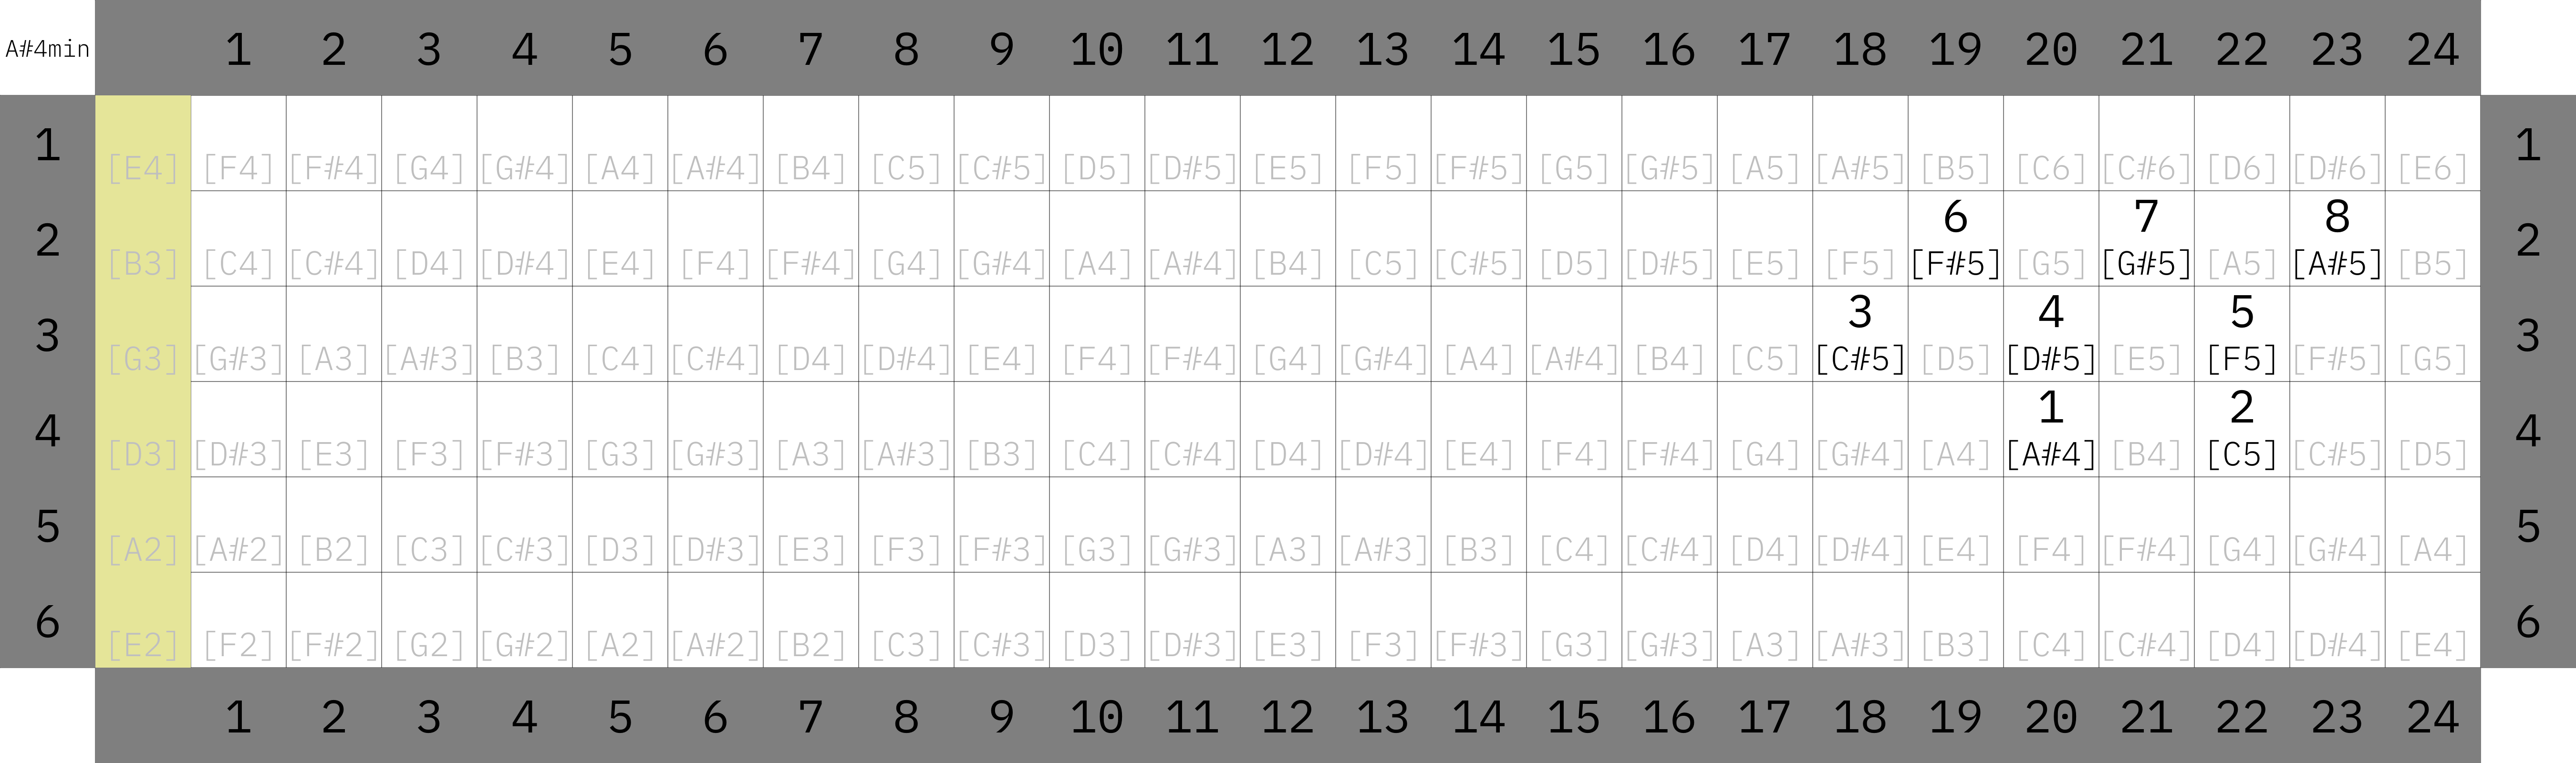 A#4min 1 2 3 4 5 6 7 8 9 10 11 12 13 14 15 16 17 18 19 20 21 22 23 24
1 1
[E4] [F4] [F#4] [G4] [G#4] [A4] [A#4] [B4] [C5] [C#5] [D5] [D#5] [E5] [F5] [F#5] [G5] [G#5] [A5] [A#5] [B5] [C6] [C#6] [D6] [D#6] [E6]
2 6 7 8 2
[B3] [C4] [C#4] [D4] [D#4] [E4] [F4] [F#4] [G4] [G#4] [A4] [A#4] [B4] [C5] [C#5] [D5] [D#5] [E5] [F5] [F#5] [G5] [G#5] [A5] [A#5] [B5]
3 3 4 5 3
[G3] [G#3] [A3] [A#3] [B3] [C4] [C#4] [D4] [D#4] [E4] [F4] [F#4] [G4] [G#4] [A4] [A#4] [B4] [C5] [C#5] [D5] [D#5] [E5] [F5] [F#5] [G5]
4 1 2 4
[D3] [D#3] [E3] [F3] [F#3] [G3] [G#3] [A3] [A#3] [B3] [C4] [C#4] [D4] [D#4] [E4] [F4] [F#4] [G4] [G#4] [A4] [A#4] [B4] [C5] [C#5] [D5]
5 5
[A2] [A#2] [B2] [C3] [C#3] [D3] [D#3] [E3] [F3] [F#3] [G3] [G#3] [A3] [A#3] [B3] [C4] [C#4] [D4] [D#4] [E4] [F4] [F#4] [G4] [G#4] [A4]
6 6
[E2] [F2] [F#2] [G2] [G#2] [A2] [A#2] [B2] [C3] [C#3] [D3] [D#3] [E3] [F3] [F#3] [G3] [G#3] [A3] [A#3] [B3] [C4] [C#4] [D4] [D#4] [E4]
1 2 3 4 5 6 7 8 9 10 11 12 13 14 15 16 17 18 19 20 21 22 23 24